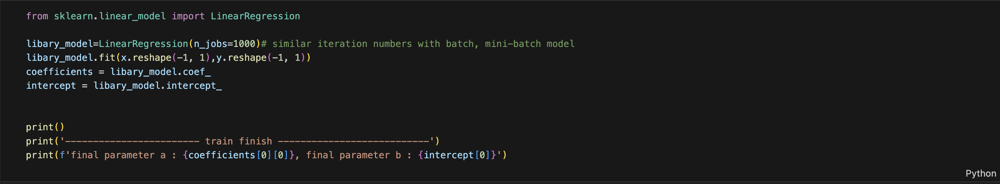 from sklearn.linear_model import LinearRegression
libary_model=LinearRegression(n_jobs=1000)# similar iteration numbers with batch, mini-batch model
libary_model.fit(x.reshape(-1, 1),y.reshape(-1, 1))
coefficients = libary_model.coef_
intercept = libary_model.intercept_
print()
print('------------------------ train finish ---------------------------')
print(f'final parameter a : {coefficients[0][0]}, final parameter b : {intercept[0]}')
Python